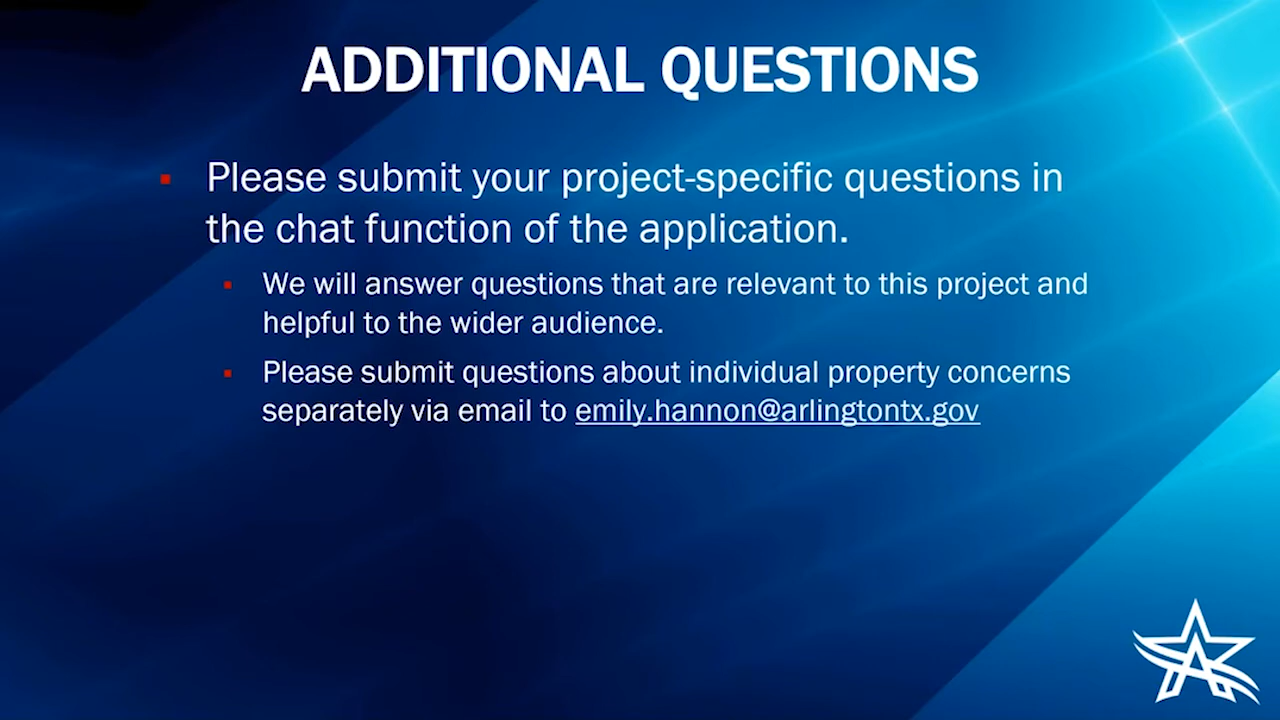 ADDITIONAL QUESTIONS
Please submit your project-specific questions in
the chat function of the application.
We will answer questions that are relevant to this project and
helpful to the wider audience.
Please submit questions about individual property concerns
separately via email to emily.hannon@arlingtontx.gov